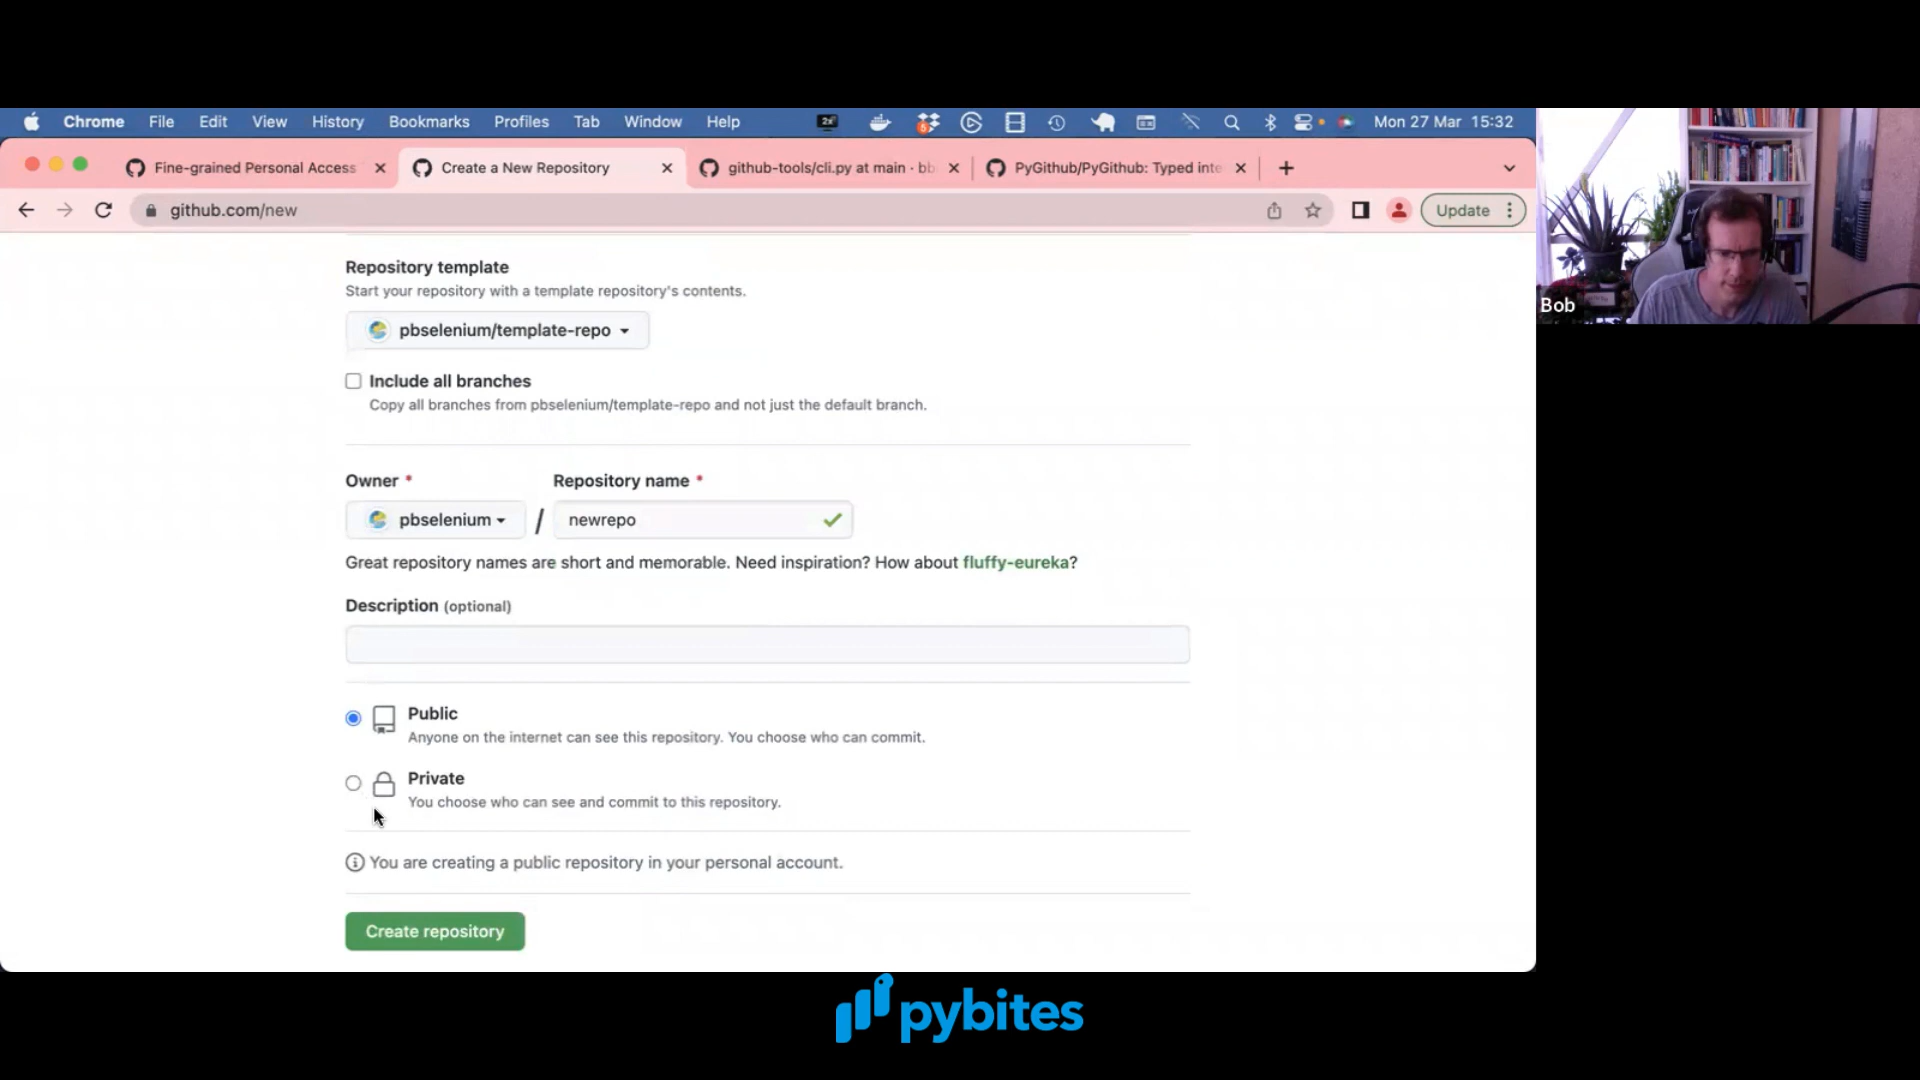 Chrome File Edit View History Bookmarks Profiles Tab Window Help 2x Mon 27 Mar 15:32
Fine-grained Personal Access
Create a New Repository
github-tools/cli.py at main · bb
PyGithub/PyGithub: Typed inte
github.com/new
Update
Bob
Repository template
Start your repository with a template repository's contents.
pbselenium/template-repo
Include all branches
Copy all branches from pbselenium/template-repo and not just the default branch.
Owner * Repository name *
pbselenium / newrepo
Great repository names are short and memorable. Need inspiration? How about fluffy-eureka?
Description (optional)
Public
Anyone on the internet can see this repository. You choose who can commit.
Private
You choose who can see and commit to this repository.
You are creating a public repository in your personal account.
Create repository
pybites